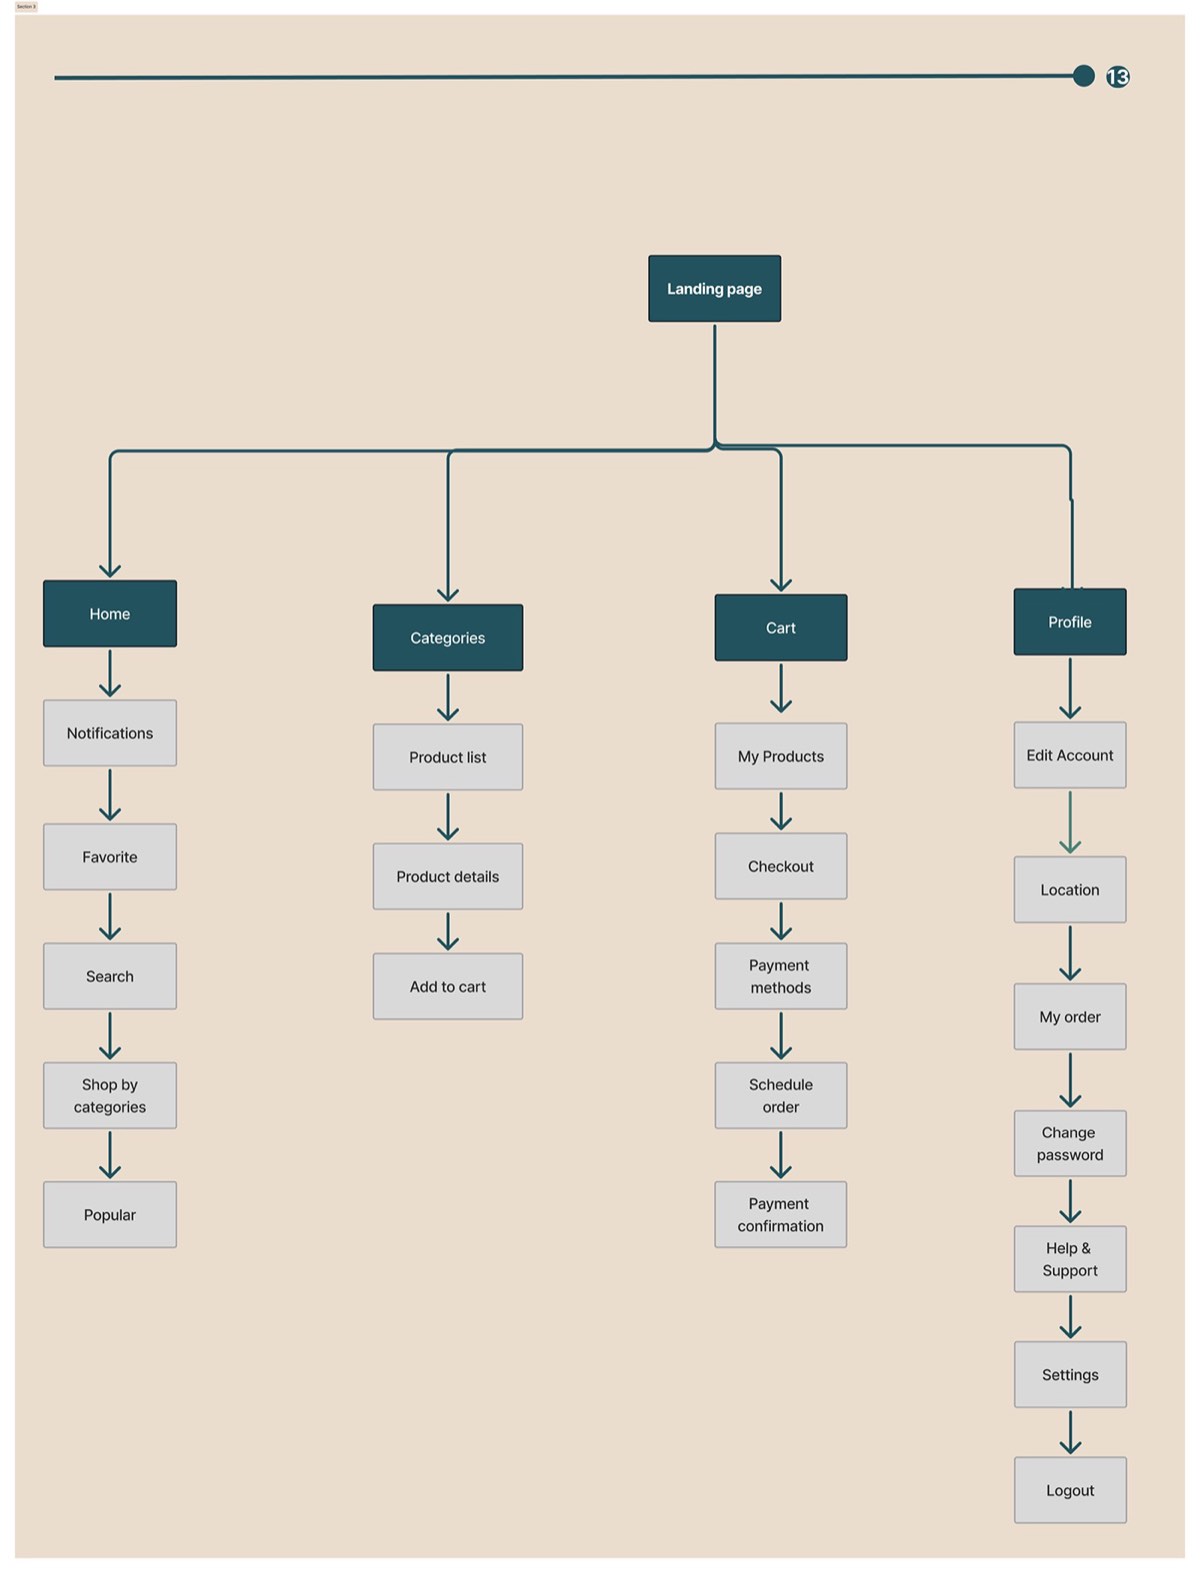 Section 3
13
Landing page
Home
Notifications
Favorite
Search
Shop by
categories
Popular
Categories
Product list
Product details
Add to cart
Cart
My Products
Checkout
Payment
methods
Schedule
order
Payment
confirmation
Profile
Edit Account
Location
My order
Change
password
Help &
Support
Settings
Logout